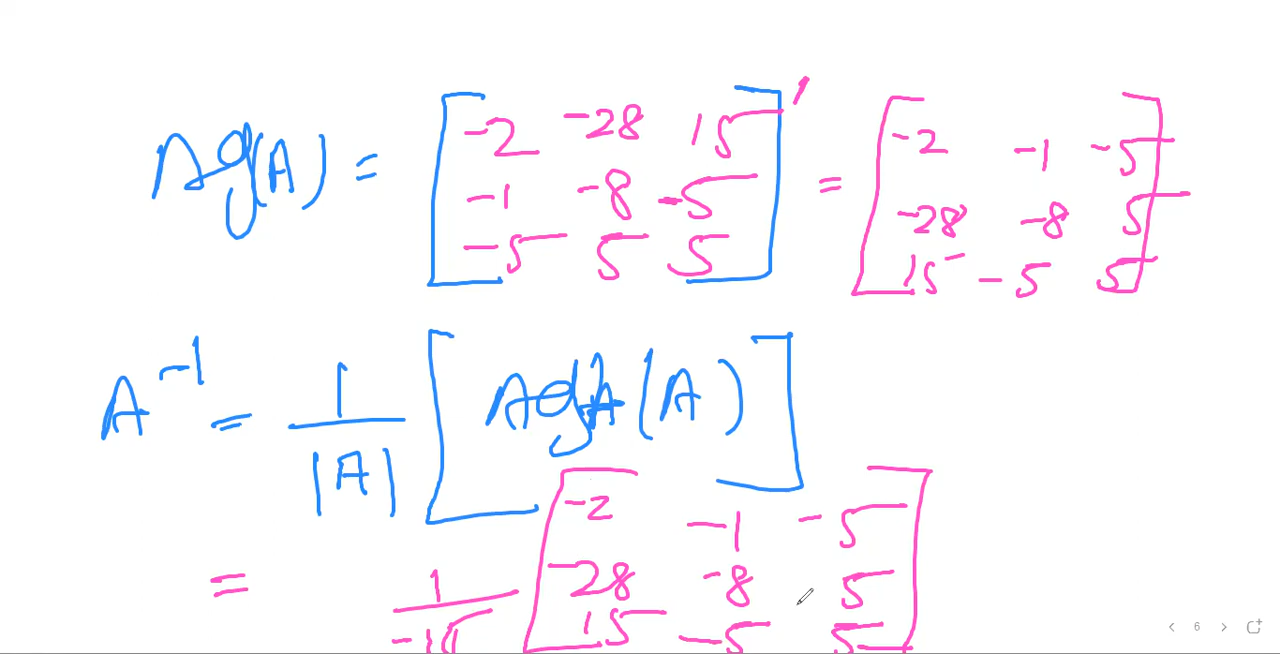 Adj(A) = [ -2 -28 15 ; -1 -8 -5 ; -5 5 5 ]' = [ -2 -1 -5 ; -28 -8 5 ; 15 -5 5 ]
A^-1 = 1/|A| [ Adj (A) ]
= [ -2 -1 -5 ; -28 -8 5 ; 15 -5 5 ]
6